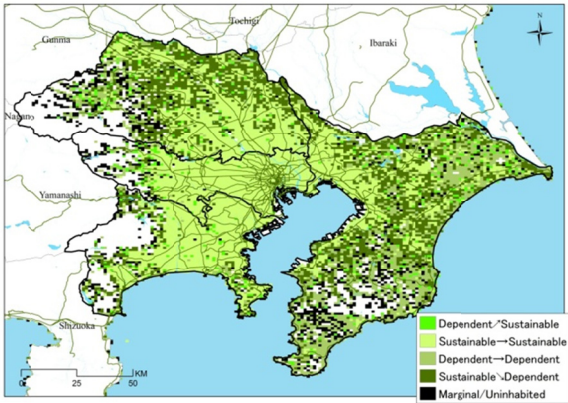 Tochigi
N
Gunma
Ibaraki
Nagano
Yamanashi
Shizuoka
KM
0 25 50
Dependent↗Sustainable
Sustainable→Sustainable
Dependent→Dependent
Sustainable↘Dependent
Marginal/Uninhabited